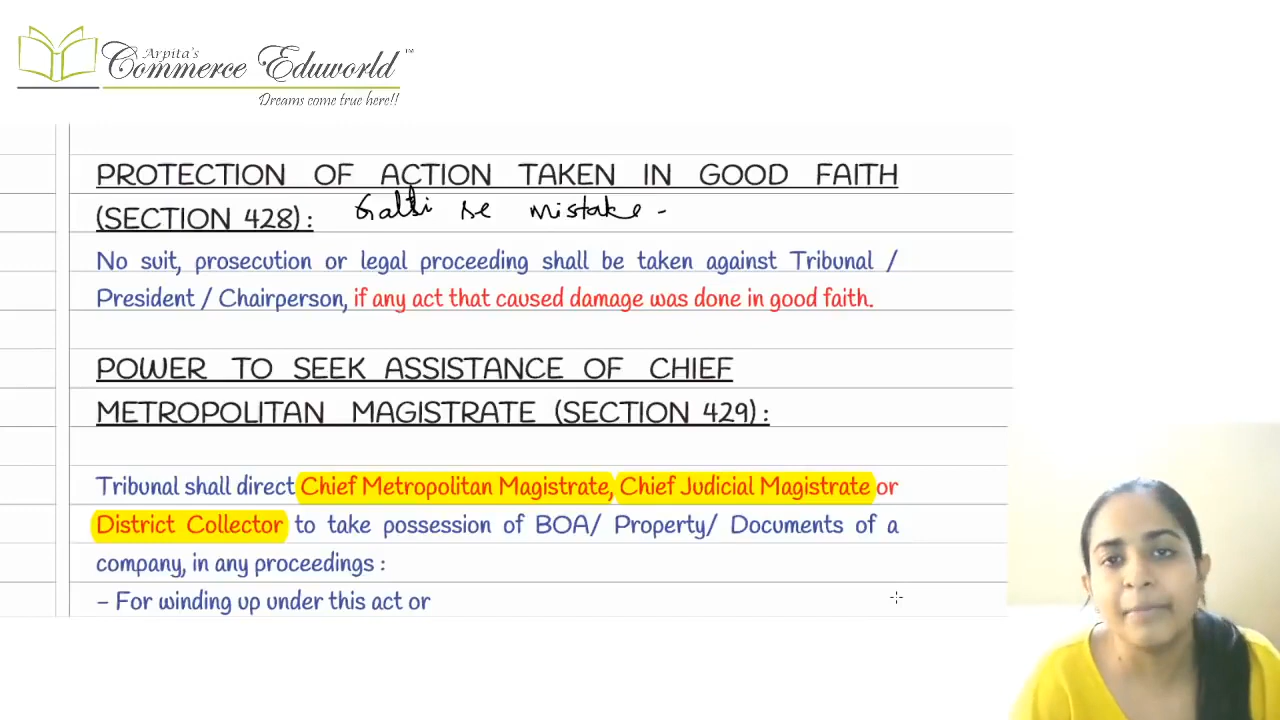 Arpita's
Commerce Eduworld™
Dreams come true here!!
PROTECTION OF ACTION TAKEN IN GOOD FAITH
(SECTION 428):
Galti se mistake -
No suit, prosecution or legal proceeding shall be taken against Tribunal /
President / Chairperson, if any act that caused damage was done in good faith.
POWER TO SEEK ASSISTANCE OF CHIEF
METROPOLITAN MAGISTRATE (SECTION 429):
Tribunal shall direct Chief Metropolitan Magistrate, Chief Judicial Magistrate or
District Collector to take possession of BOA/ Property/ Documents of a
company, in any proceedings :
- For winding up under this act or